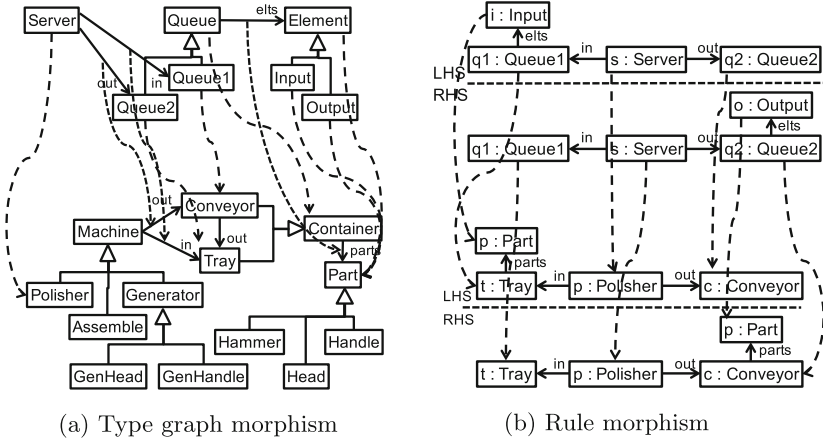 Server
Queue
elts
Element
out
in
Queue1
Input
Queue2
Output
out
Conveyor
Machine
in
out
Tray
Container
parts
Part
Polisher
Generator
Assemble
Hammer
Handle
GenHead
GenHandle
Head
(a) Type graph morphism
i : Input
elts
q1 : Queue1
in
s : Server
out
q2 : Queue2
LHS
RHS
o : Output
elts
q1 : Queue1
in
s : Server
out
q2 : Queue2
p : Part
parts
t : Tray
in
p : Polisher
out
c : Conveyor
LHS
RHS
p : Part
parts
t : Tray
in
p : Polisher
out
c : Conveyor
(b) Rule morphism